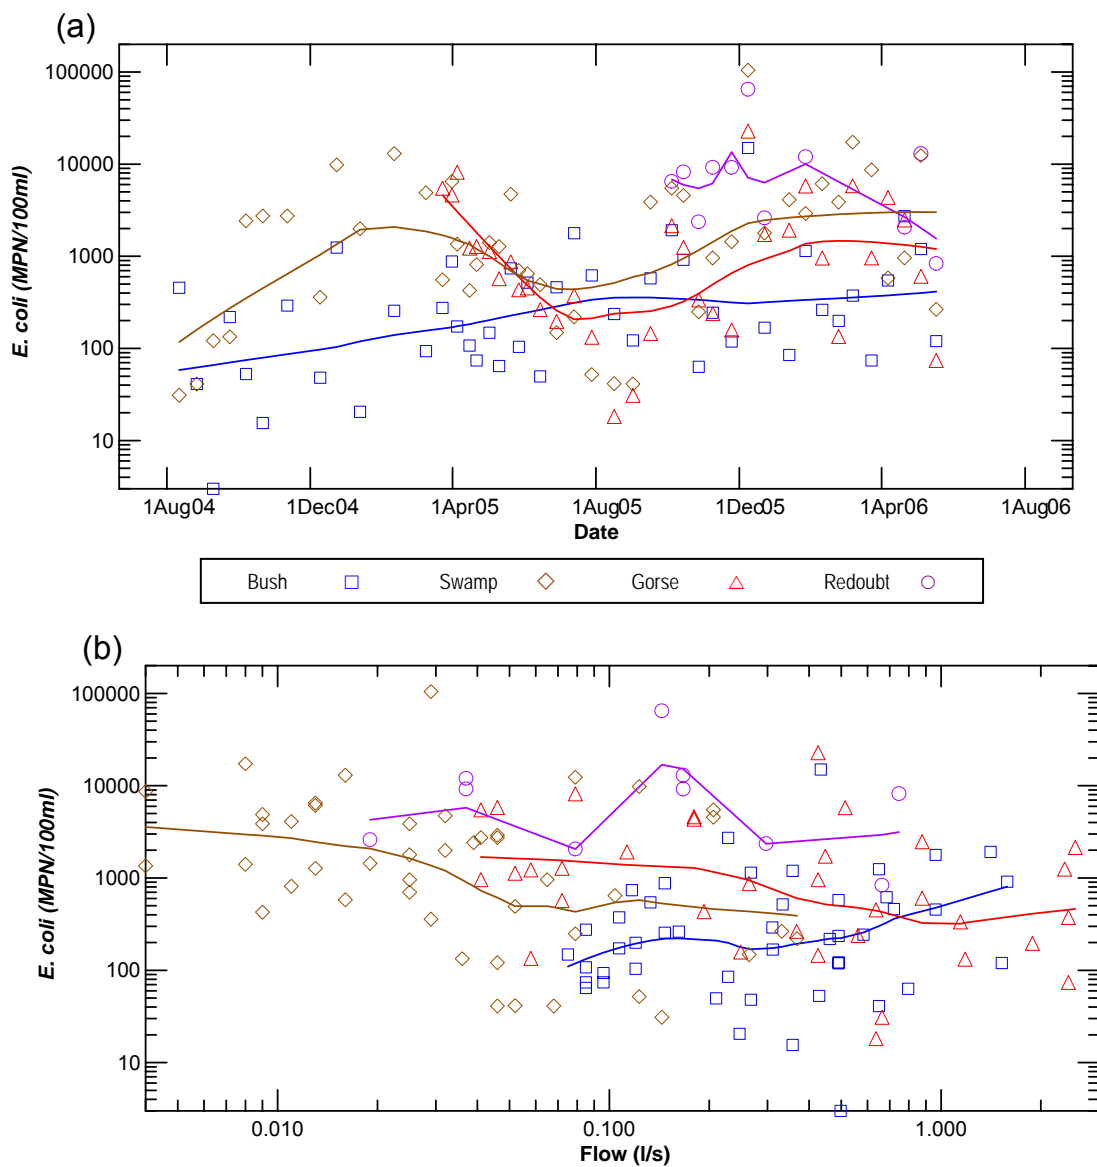 (a)
100000
10000
1000
100
10
E. coli (MPN/100ml)
1Aug04 1Dec04 1Apr05 1Aug05 1Dec05 1Apr06 1Aug06
Date
Bush Swamp Gorse Redoubt
(b)
100000
10000
1000
100
10
E. coli (MPN/100ml)
0.010 0.100 1.000
Flow (l/s)